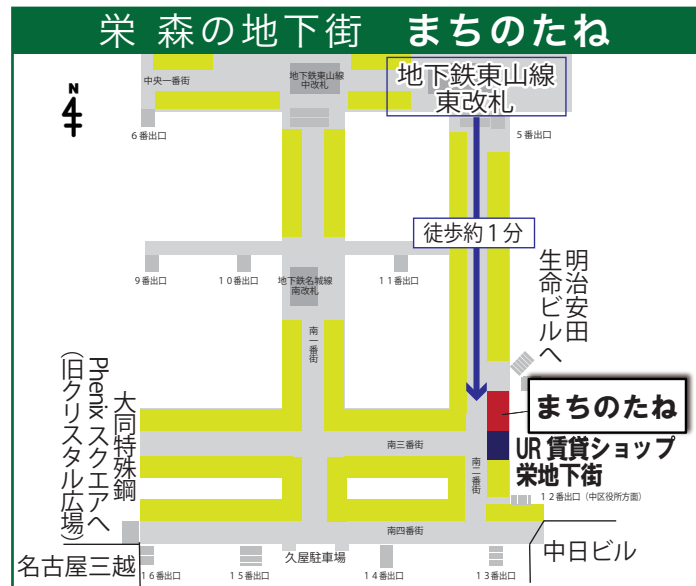 栄 森の地下街 まちのたね
中央一番街
地下鉄東山線
中改札
地下鉄東山線
東改札
N
6番出口
5番出口
徒歩約1分
9番出口
10番出口
地下鉄名城線
南改札
11番出口
明治安田
生命ビルへ
南一番街
大同特殊鋼
Phenixスクエアへ
(旧クリスタル広場)
まちのたね
南三番街
南二番街
UR賃貸ショップ
栄地下街
12番出口(中区役所方面)
南四番街
名古屋三越
久屋駐車場
中日ビル
16番出口
15番出口
14番出口
13番出口